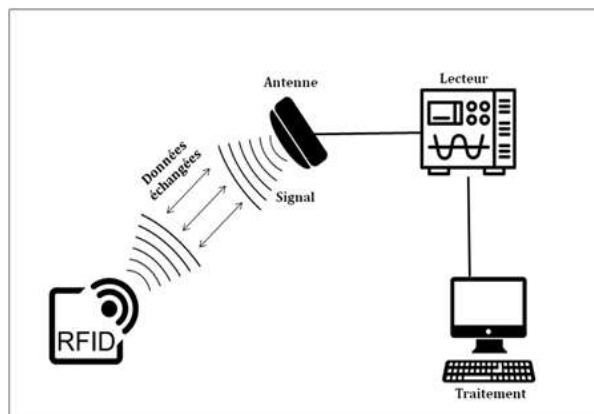 Lecteur
Antenne
Données
échangées
Signal
RFID
Traitement